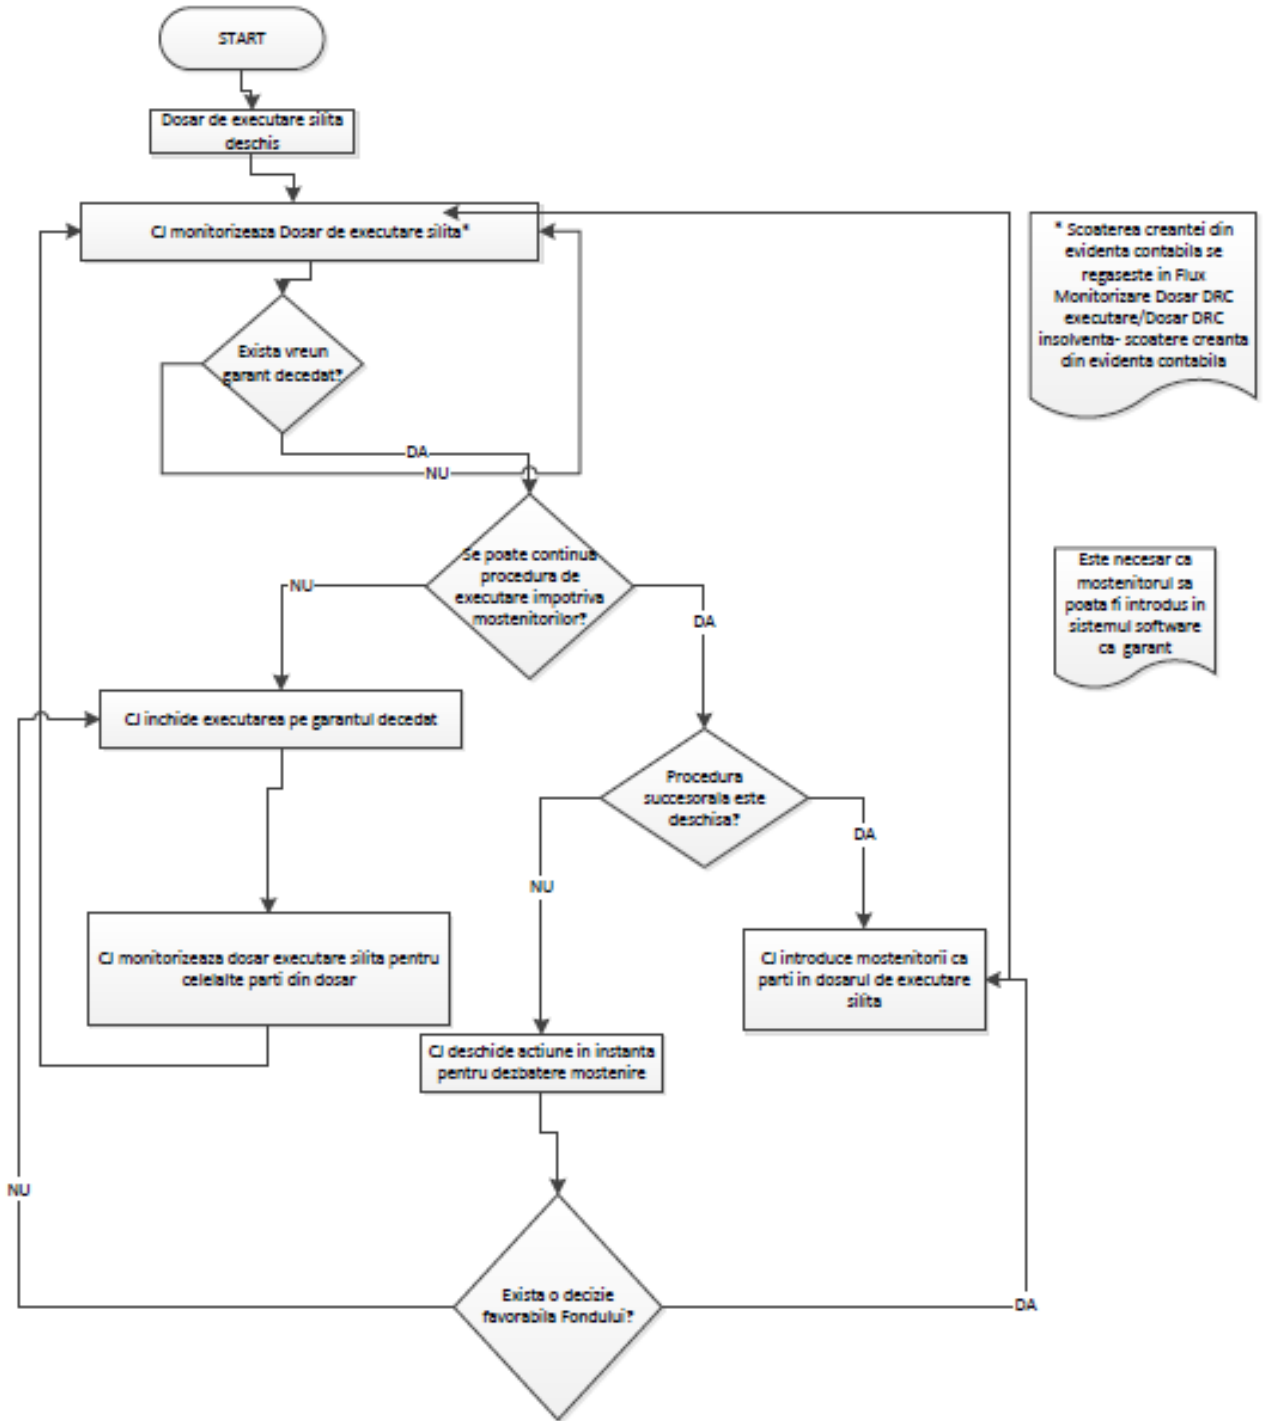 START
Dosar de executare silita
deschis
CJ monitorizeaza Dosar de executare silita*
* Scoaterea creantei din
evidenta contabila se
regaseste in Flux
Monitorizare Dosar DRC
executare/Dosar DRC
insolventa- scoatere creanta
din evidenta contabila
Exista vreun
garant decedat?
DA
NU
Se poate continua
procedura de
executare impotriva
mostenitorilor?
NU
DA
Este necesar ca
mostenitorul sa
poata fi introdus in
sistemul software
ca garant
CJ inchide executarea pe garantul decedat
Procedura
succesorala este
deschisa?
DA
NU
CJ monitorizeaza dosar executare silita pentru
celelalte parti din dosar
CJ introduce mostenitorii ca
parti in dosarul de executare
silita
CJ deschide actiune in instanta
pentru dezbatere mostenire
NU
Exista o decizie
favorabila Fondului?
DA